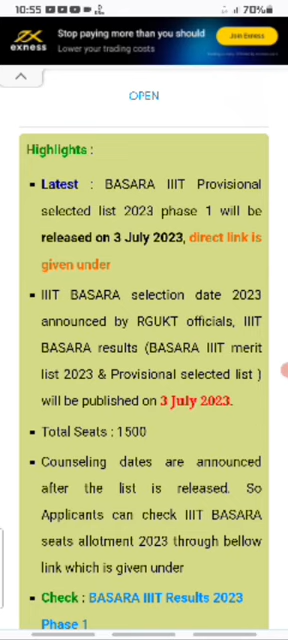 10:55
70%
exness
Stop paying more than you should
Lower your trading costs
Join Exness
OPEN
Highlights :
▪ Latest : BASARA IIIT Provisional
selected list 2023 phase 1 will be
released on 3 July 2023, direct link is
given under
▪ IIIT BASARA selection date 2023
announced by RGUKT officials, IIIT
BASARA results (BASARA IIIT merit
list 2023 & Provisional selected list )
will be published on 3 July 2023.
▪ Total Seats : 1500
▪ Counseling dates are announced
after the list is released. So
Applicants can check IIIT BASARA
seats allotment 2023 through bellow
link which is given under
▪ Check : BASARA IIIT Results 2023
Phase 1